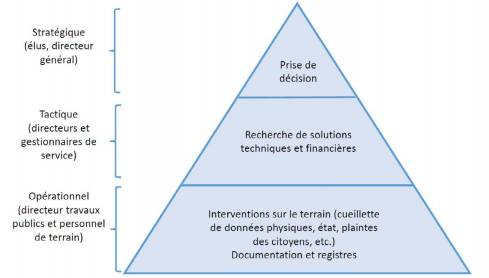 Stratégique
(élus, directeur
général)
Prise de
décision
Tactique
(directeurs et
gestionnaires de
service)
Recherche de solutions
techniques et financières
Opérationnel
(directeur travaux
publics et personnel
de terrain)
Interventions sur le terrain (cueillette
de données physiques, état, plaintes
des citoyens, etc.)
Documentation et registres